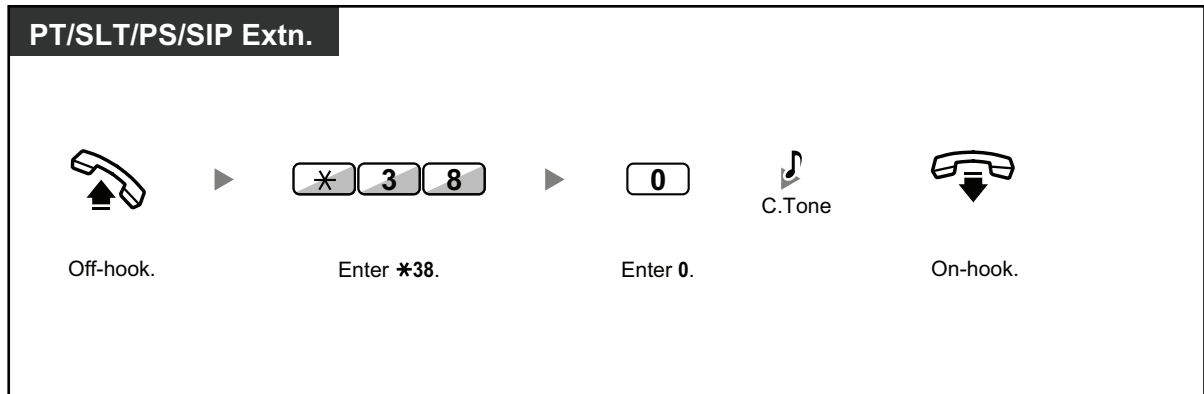 PT/SLT/PS/SIP Extn.
* 3 8
0
C.Tone
Off-hook.
Enter *38.
Enter 0.
On-hook.